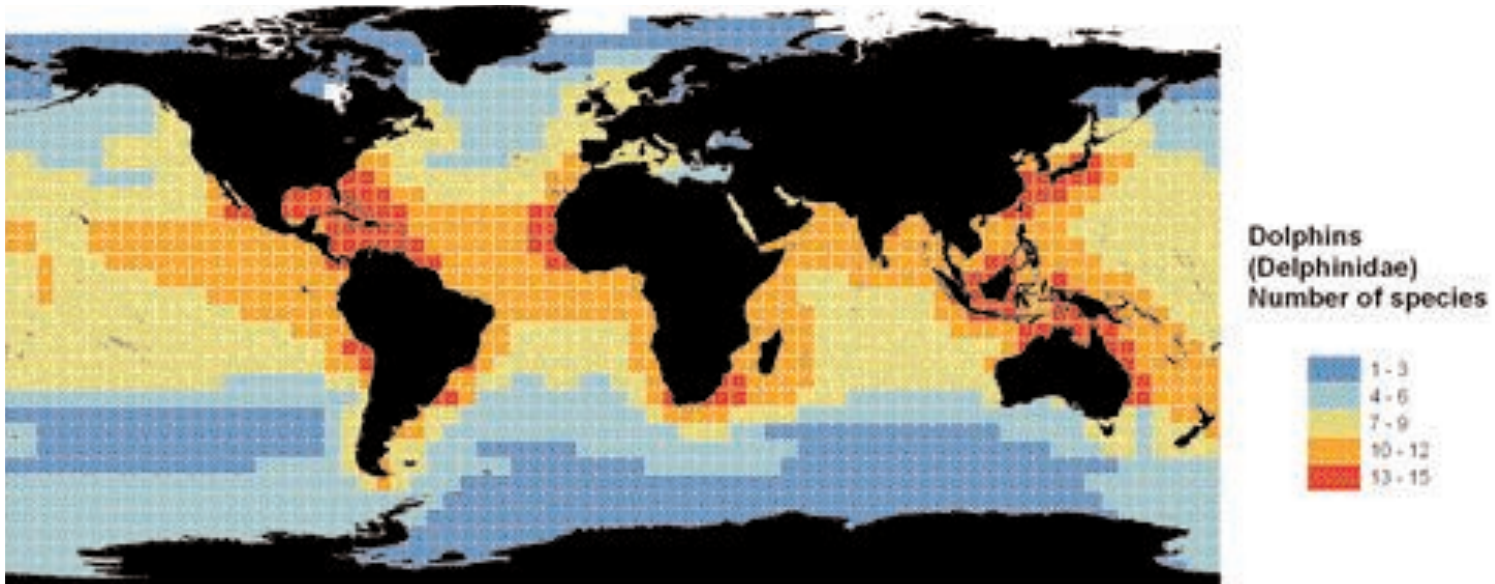 Dolphins
(Delphinidae)
Number of species
1 - 3
4 - 6
7 - 9
10 - 12
13 - 15